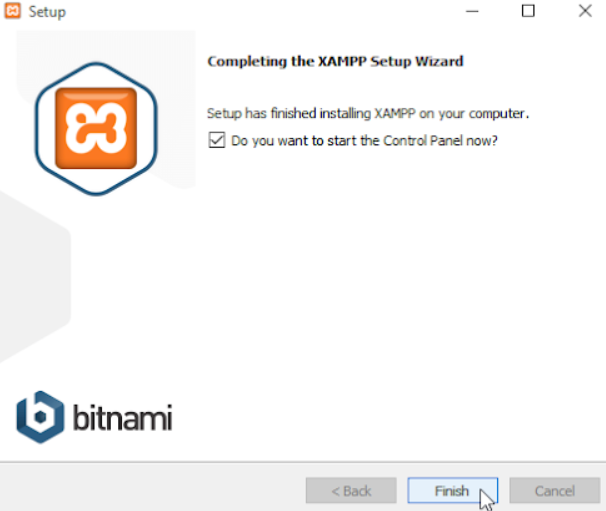 Setup
Completing the XAMPP Setup Wizard
Setup has finished installing XAMPP on your computer.
Do you want to start the Control Panel now?
bitnami
< Back
Finish
Cancel